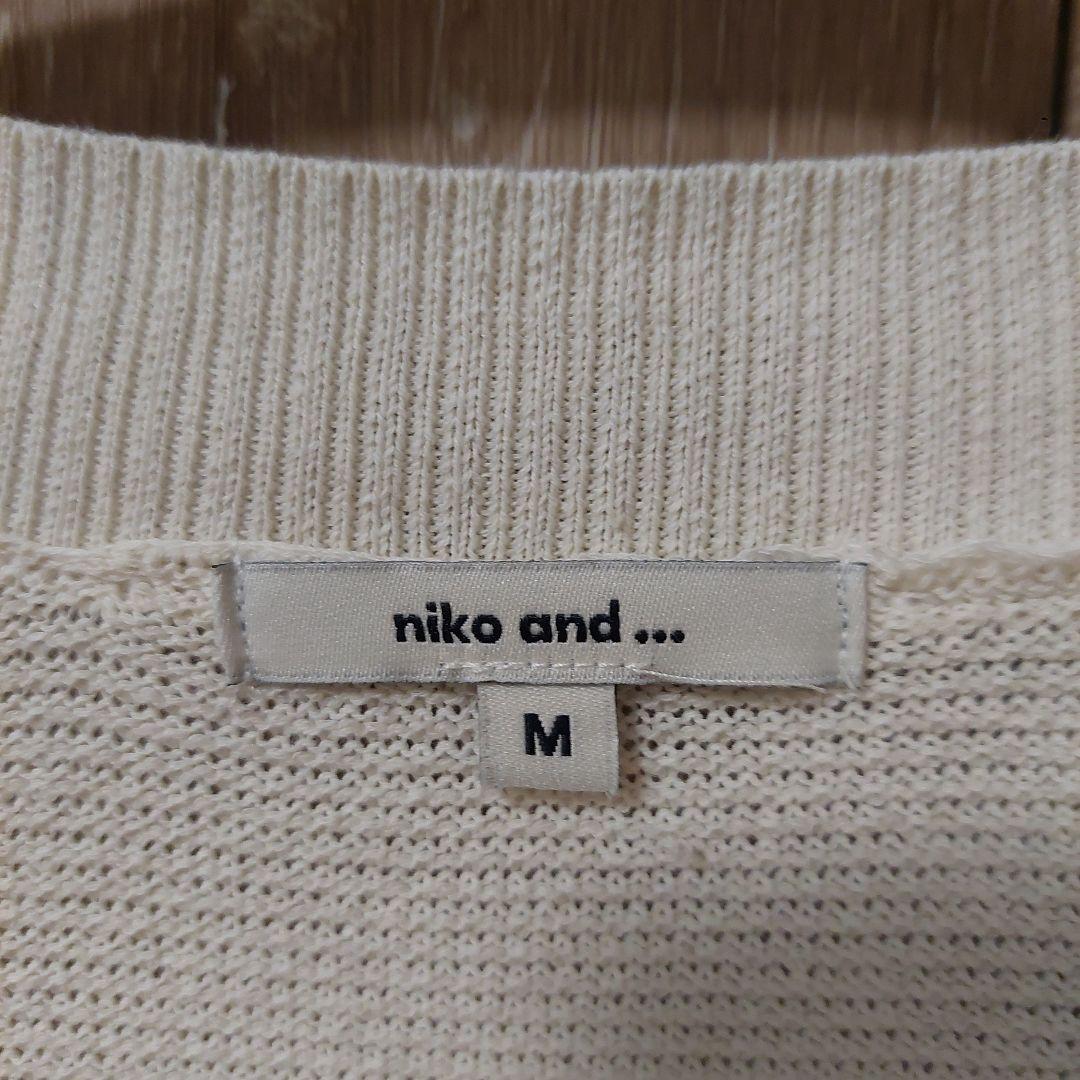 niko and ...
M